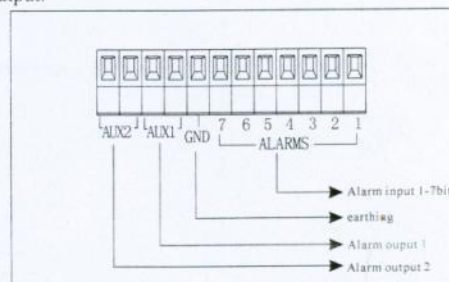 AUX2 AUX1 GND 7 6 5 4 3 2 1
ALARMS
Alarm input 1-7bit
earthing
Alarm ouput 1
Alarm output 2